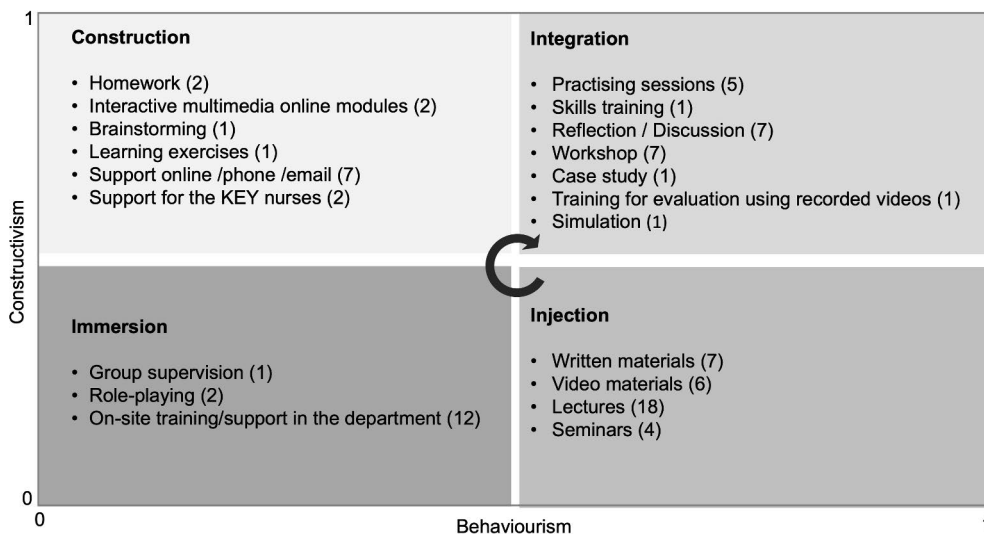 1
Construction
• Homework (2)
• Interactive multimedia online modules (2)
• Brainstorming (1)
• Learning exercises (1)
• Support online /phone /email (7)
• Support for the KEY nurses (2)
Integration
• Practising sessions (5)
• Skills training (1)
• Reflection / Discussion (7)
• Workshop (7)
• Case study (1)
• Training for evaluation using recorded videos (1)
• Simulation (1)
Constructivism
Immersion
• Group supervision (1)
• Role-playing (2)
• On-site training/support in the department (12)
Injection
• Written materials (7)
• Video materials (6)
• Lectures (18)
• Seminars (4)
0
0
Behaviourism